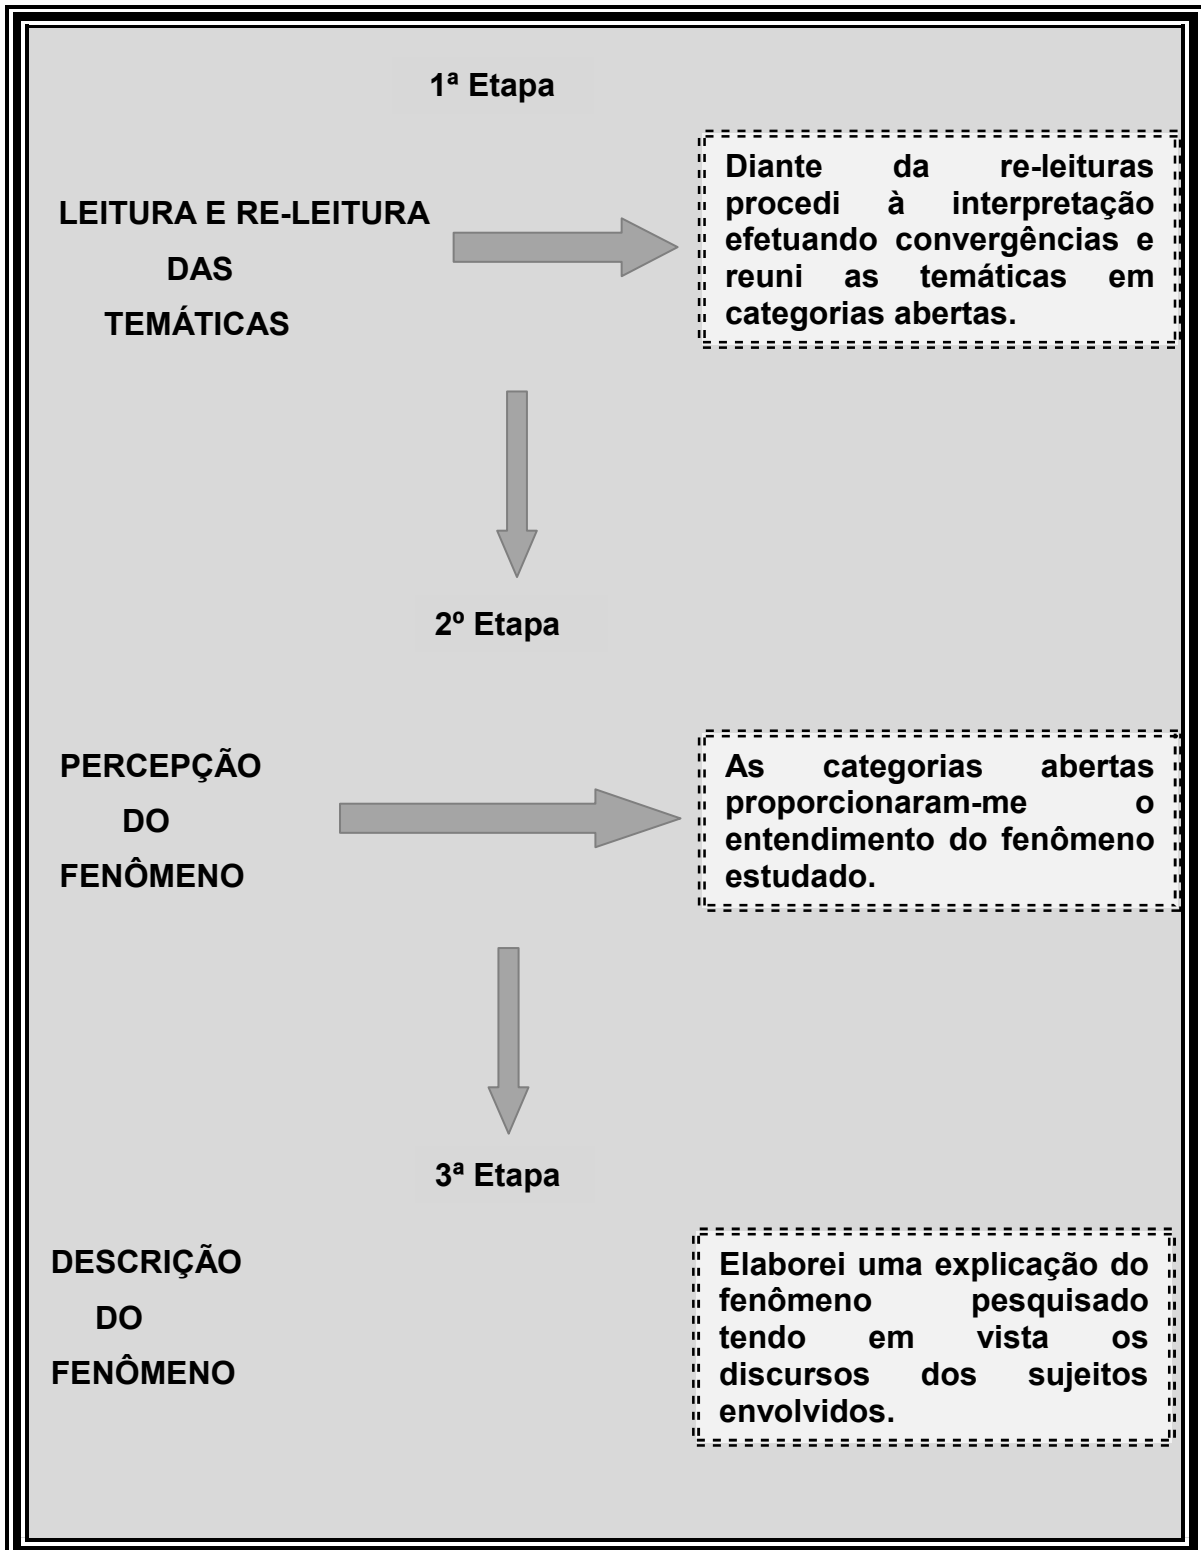 1ª Etapa
LEITURA E RE-LEITURA
DAS
TEMÁTICAS
Diante da re-leituras
procedi à interpretação
efetuando convergências e
reuni as temáticas em
categorias abertas.
2º Etapa
PERCEPÇÃO
DO
FENÔMENO
As categorias abertas
proporcionaram-me o
entendimento do fenômeno
estudado.
3ª Etapa
DESCRIÇÃO
DO
FENÔMENO
Elaborei uma explicação do
fenômeno pesquisado
tendo em vista os
discursos dos sujeitos
envolvidos.